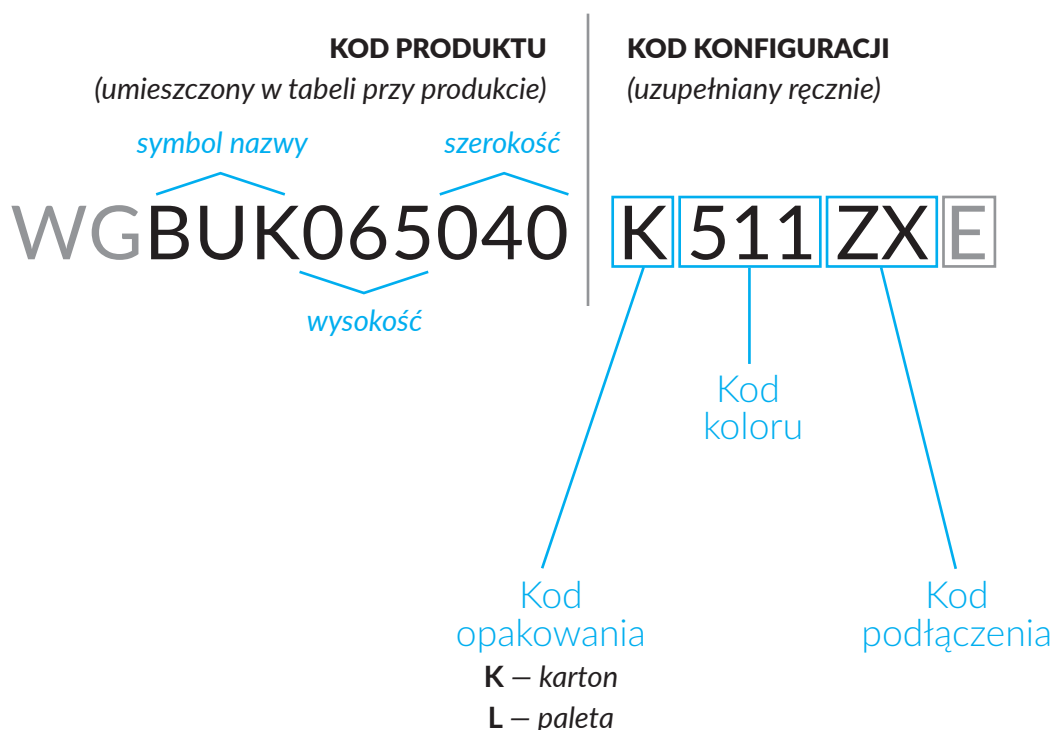 KOD PRODUKTU
(umieszczony w tabeli przy produkcie)
KOD KONFIGURACJI
(uzupełniany ręcznie)
symbol nazwy
szerokość
WGBUK065040 K 511 ZX E
wysokość
Kod
koloru
Kod
opakowania
K – karton
L – paleta
Kod
podłączenia